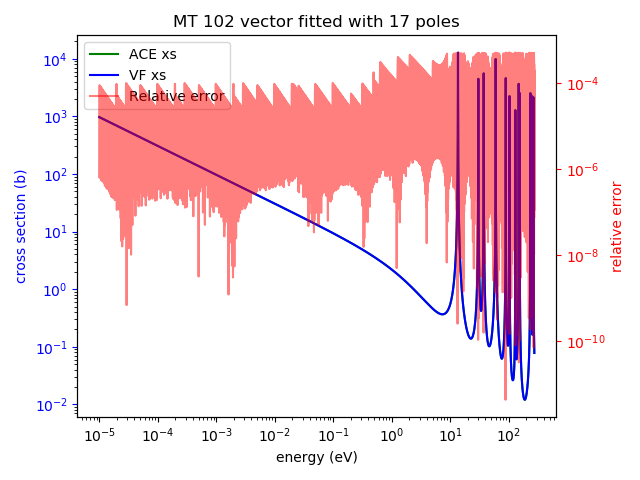 MT 102 vector fitted with 17 poles
ACE xs
VF xs
Relative error
cross section (b)
10⁴
10³
10²
10¹
10⁰
10⁻¹
10⁻²
10⁻⁴
10⁻⁶
10⁻⁸
10⁻¹⁰
relative error
10⁻⁵ 10⁻⁴ 10⁻³ 10⁻² 10⁻¹ 10⁰ 10¹ 10²
energy (eV)